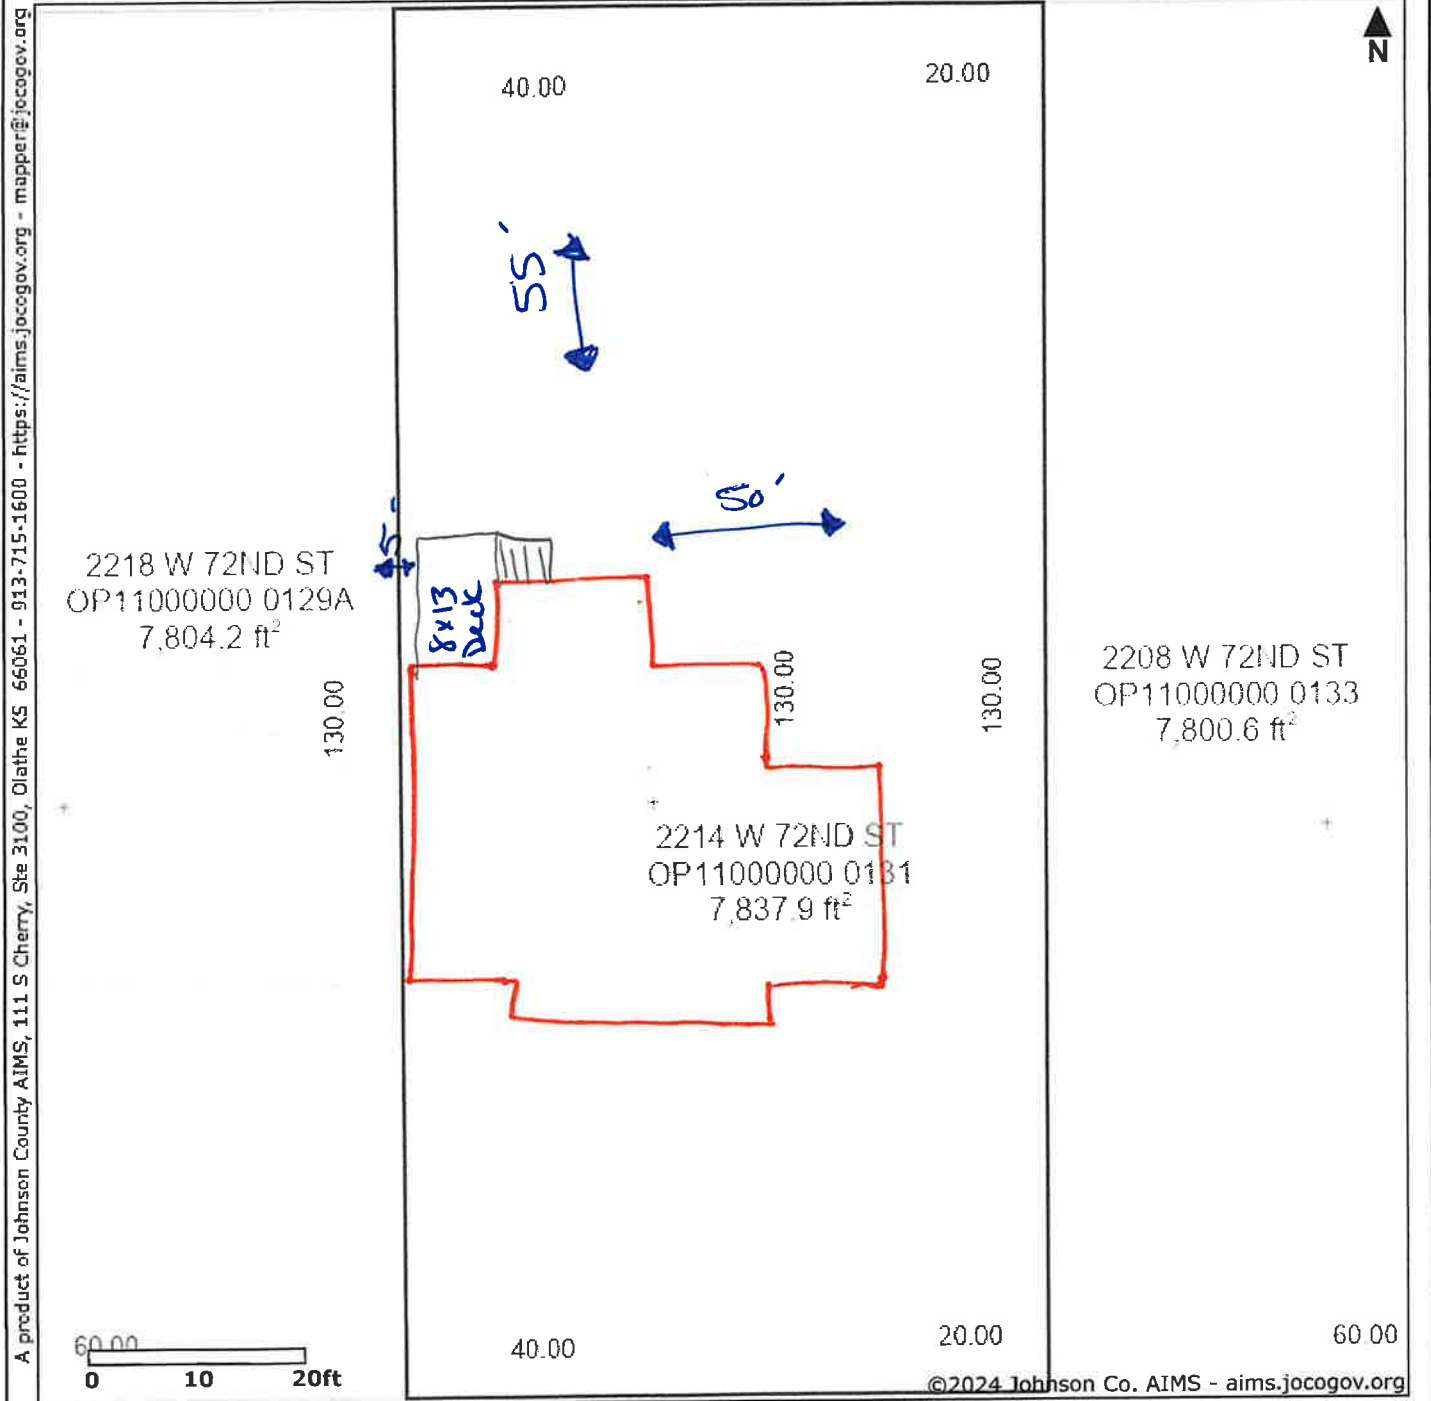 A product of Johnson County AIMS, 111 S Cherry, Ste 3100, Olathe KS 66061 - 913-715-1600 - https://aims.jocogov.org - mapper@jocogov.org
N
40.00
20.00
55'
50'
5'
2218 W 72ND ST
OP11000000 0129A
7,804.2 ft²
8x13
Deck
130.00
130.00
130.00
2208 W 72ND ST
OP11000000 0133
7,800.6 ft²
2214 W 72ND ST
OP11000000 0131
7,837.9 ft²
60.00
40.00
20.00
60.00
0 10 20ft
©2024 Johnson Co. AIMS - aims.jocogov.org